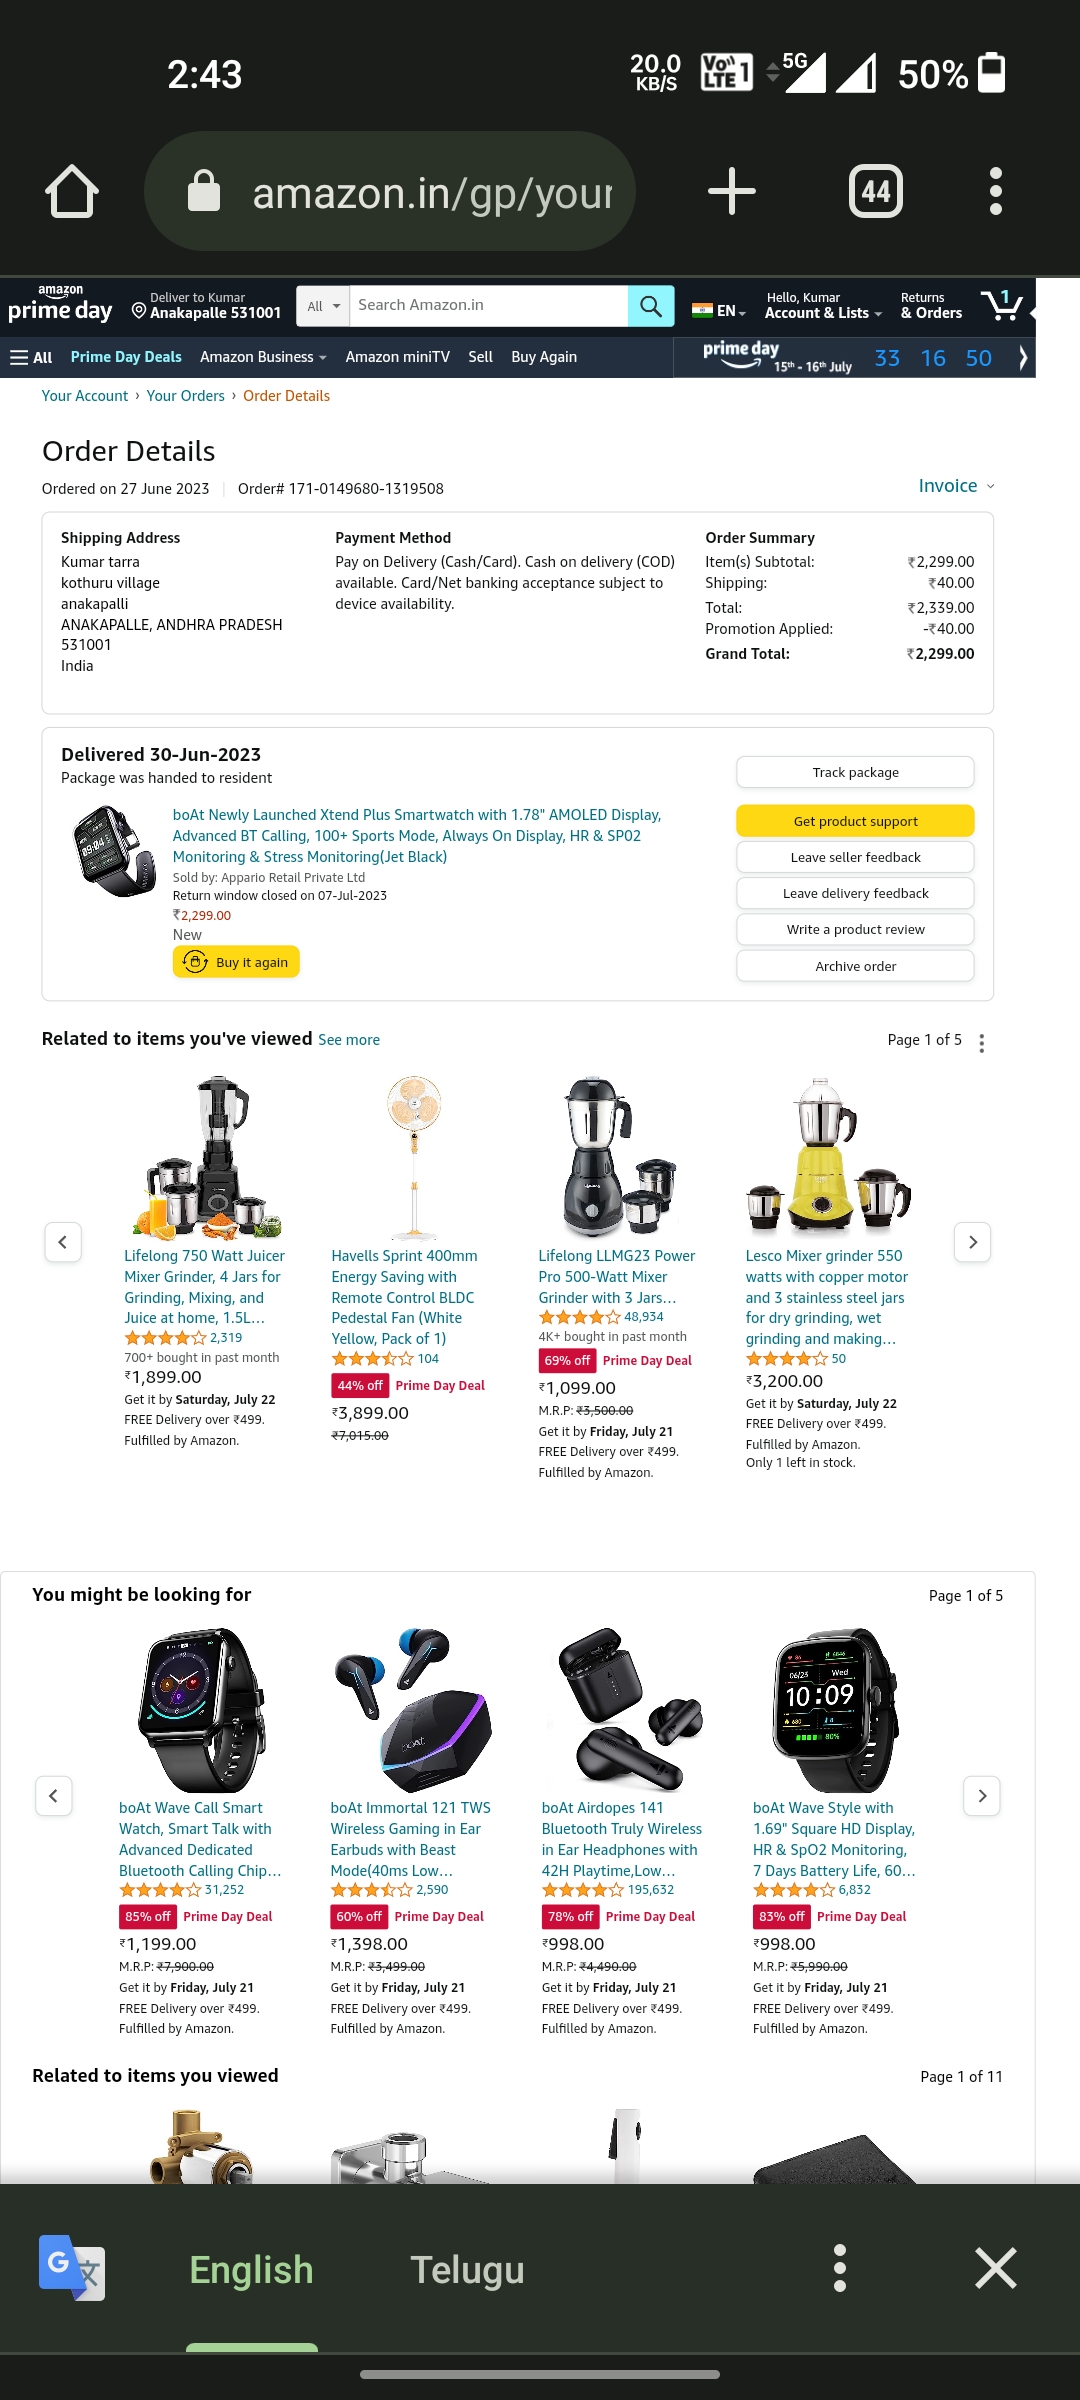 2:43
20.0 KB/S
Vo)) LTE 1
5G
50%
amazon.in/gp/your
44
amazon prime day
Deliver to Kumar
Anakapalle 531001
All
Search Amazon.in
EN
Hello, Kumar
Account & Lists
Returns
& Orders
1
All
Prime Day Deals
Amazon Business
Amazon miniTV
Sell
Buy Again
prime day
15th - 16th July
33 16 50
Your Account › Your Orders › Order Details
Order Details
Ordered on 27 June 2023
Order# 171-0149680-1319508
Invoice
Shipping Address
Kumar tarra
kothuru village
anakapalli
ANAKAPALLE, ANDHRA PRADESH
531001
India
Payment Method
Pay on Delivery (Cash/Card). Cash on delivery (COD)
available. Card/Net banking acceptance subject to
device availability.
Order Summary
Item(s) Subtotal: ₹2,299.00
Shipping: ₹40.00
Total: ₹2,339.00
Promotion Applied: -₹40.00
Grand Total: ₹2,299.00
Delivered 30-Jun-2023
Package was handed to resident
boAt Newly Launched Xtend Plus Smartwatch with 1.78" AMOLED Display,
Advanced BT Calling, 100+ Sports Mode, Always On Display, HR & SP02
Monitoring & Stress Monitoring(Jet Black)
Sold by: Appario Retail Private Ltd
Return window closed on 07-Jul-2023
₹2,299.00
New
Buy it again
Track package
Get product support
Leave seller feedback
Leave delivery feedback
Write a product review
Archive order
Related to items you've viewed See more
Page 1 of 5
Lifelong 750 Watt Juicer
Mixer Grinder, 4 Jars for
Grinding, Mixing, and
Juice at home, 1.5L...
2,319
700+ bought in past month
₹1,899.00
Get it by Saturday, July 22
FREE Delivery over ₹499.
Fulfilled by Amazon.
Havells Sprint 400mm
Energy Saving with
Remote Control BLDC
Pedestal Fan (White
Yellow, Pack of 1)
104
44% off Prime Day Deal
₹3,899.00
₹7,015.00
Lifelong LLMG23 Power
Pro 500-Watt Mixer
Grinder with 3 Jars...
48,934
4K+ bought in past month
69% off Prime Day Deal
₹1,099.00
M.R.P: ₹3,500.00
Get it by Friday, July 21
FREE Delivery over ₹499.
Fulfilled by Amazon.
Lesco Mixer grinder 550
watts with copper motor
and 3 stainless steel jars
for dry grinding, wet
grinding and making...
50
₹3,200.00
Get it by Saturday, July 22
FREE Delivery over ₹499.
Fulfilled by Amazon.
Only 1 left in stock.
You might be looking for
Page 1 of 5
boAt Wave Call Smart
Watch, Smart Talk with
Advanced Dedicated
Bluetooth Calling Chip...
31,252
85% off Prime Day Deal
₹1,199.00
M.R.P: ₹7,900.00
Get it by Friday, July 21
FREE Delivery over ₹499.
Fulfilled by Amazon.
boAt Immortal 121 TWS
Wireless Gaming in Ear
Earbuds with Beast
Mode(40ms Low...
2,590
60% off Prime Day Deal
₹1,398.00
M.R.P: ₹3,499.00
Get it by Friday, July 21
FREE Delivery over ₹499.
Fulfilled by Amazon.
boAt Airdopes 141
Bluetooth Truly Wireless
in Ear Headphones with
42H Playtime,Low...
195,632
78% off Prime Day Deal
₹998.00
M.R.P: ₹4,490.00
Get it by Friday, July 21
FREE Delivery over ₹499.
Fulfilled by Amazon.
06/25 Wed
10:09
80%
boAt Wave Style with
1.69" Square HD Display,
HR & SpO2 Monitoring,
7 Days Battery Life, 60...
6,832
83% off Prime Day Deal
₹998.00
M.R.P: ₹5,990.00
Get it by Friday, July 21
FREE Delivery over ₹499.
Fulfilled by Amazon.
Related to items you viewed
Page 1 of 11
G 文
English
Telugu